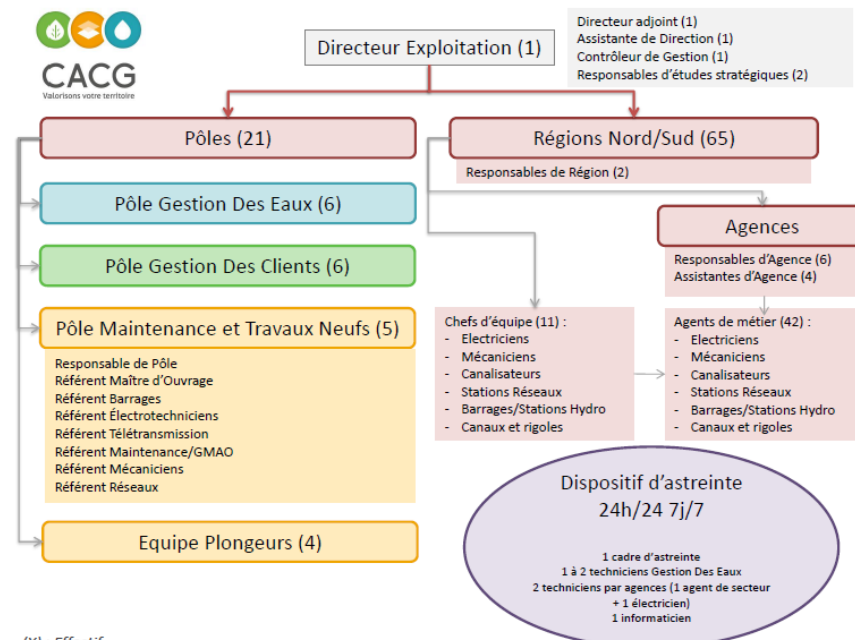 CACG
Valorisons votre territoire
Directeur Exploitation (1)
Directeur adjoint (1)
Assistante de Direction (1)
Contrôleur de Gestion (1)
Responsables d'études stratégiques (2)
Pôles (21)
Régions Nord/Sud (65)
Responsables de Région (2)
Pôle Gestion Des Eaux (6)
Agences
Responsables d'Agence (6)
Assistantes d'Agence (4)
Pôle Gestion Des Clients (6)
Pôle Maintenance et Travaux Neufs (5)
Responsable de Pôle
Référent Maître d'Ouvrage
Référent Barrages
Référent Électrotechniciens
Référent Télétransmission
Référent Maintenance/GMAO
Référent Mécaniciens
Référent Réseaux
Chefs d'équipe (11) :
- Electriciens
- Mécaniciens
- Canalisateurs
- Stations Réseaux
- Barrages/Stations Hydro
- Canaux et rigoles
Agents de métier (42) :
- Electriciens
- Mécaniciens
- Canalisateurs
- Stations Réseaux
- Barrages/Stations Hydro
- Canaux et rigoles
Equipe Plongeurs (4)
Dispositif d'astreinte
24h/24 7j/7
1 cadre d'astreinte
1 à 2 techniciens Gestion Des Eaux
2 techniciens par agences (1 agent de secteur
+ 1 électricien)
1 informaticien